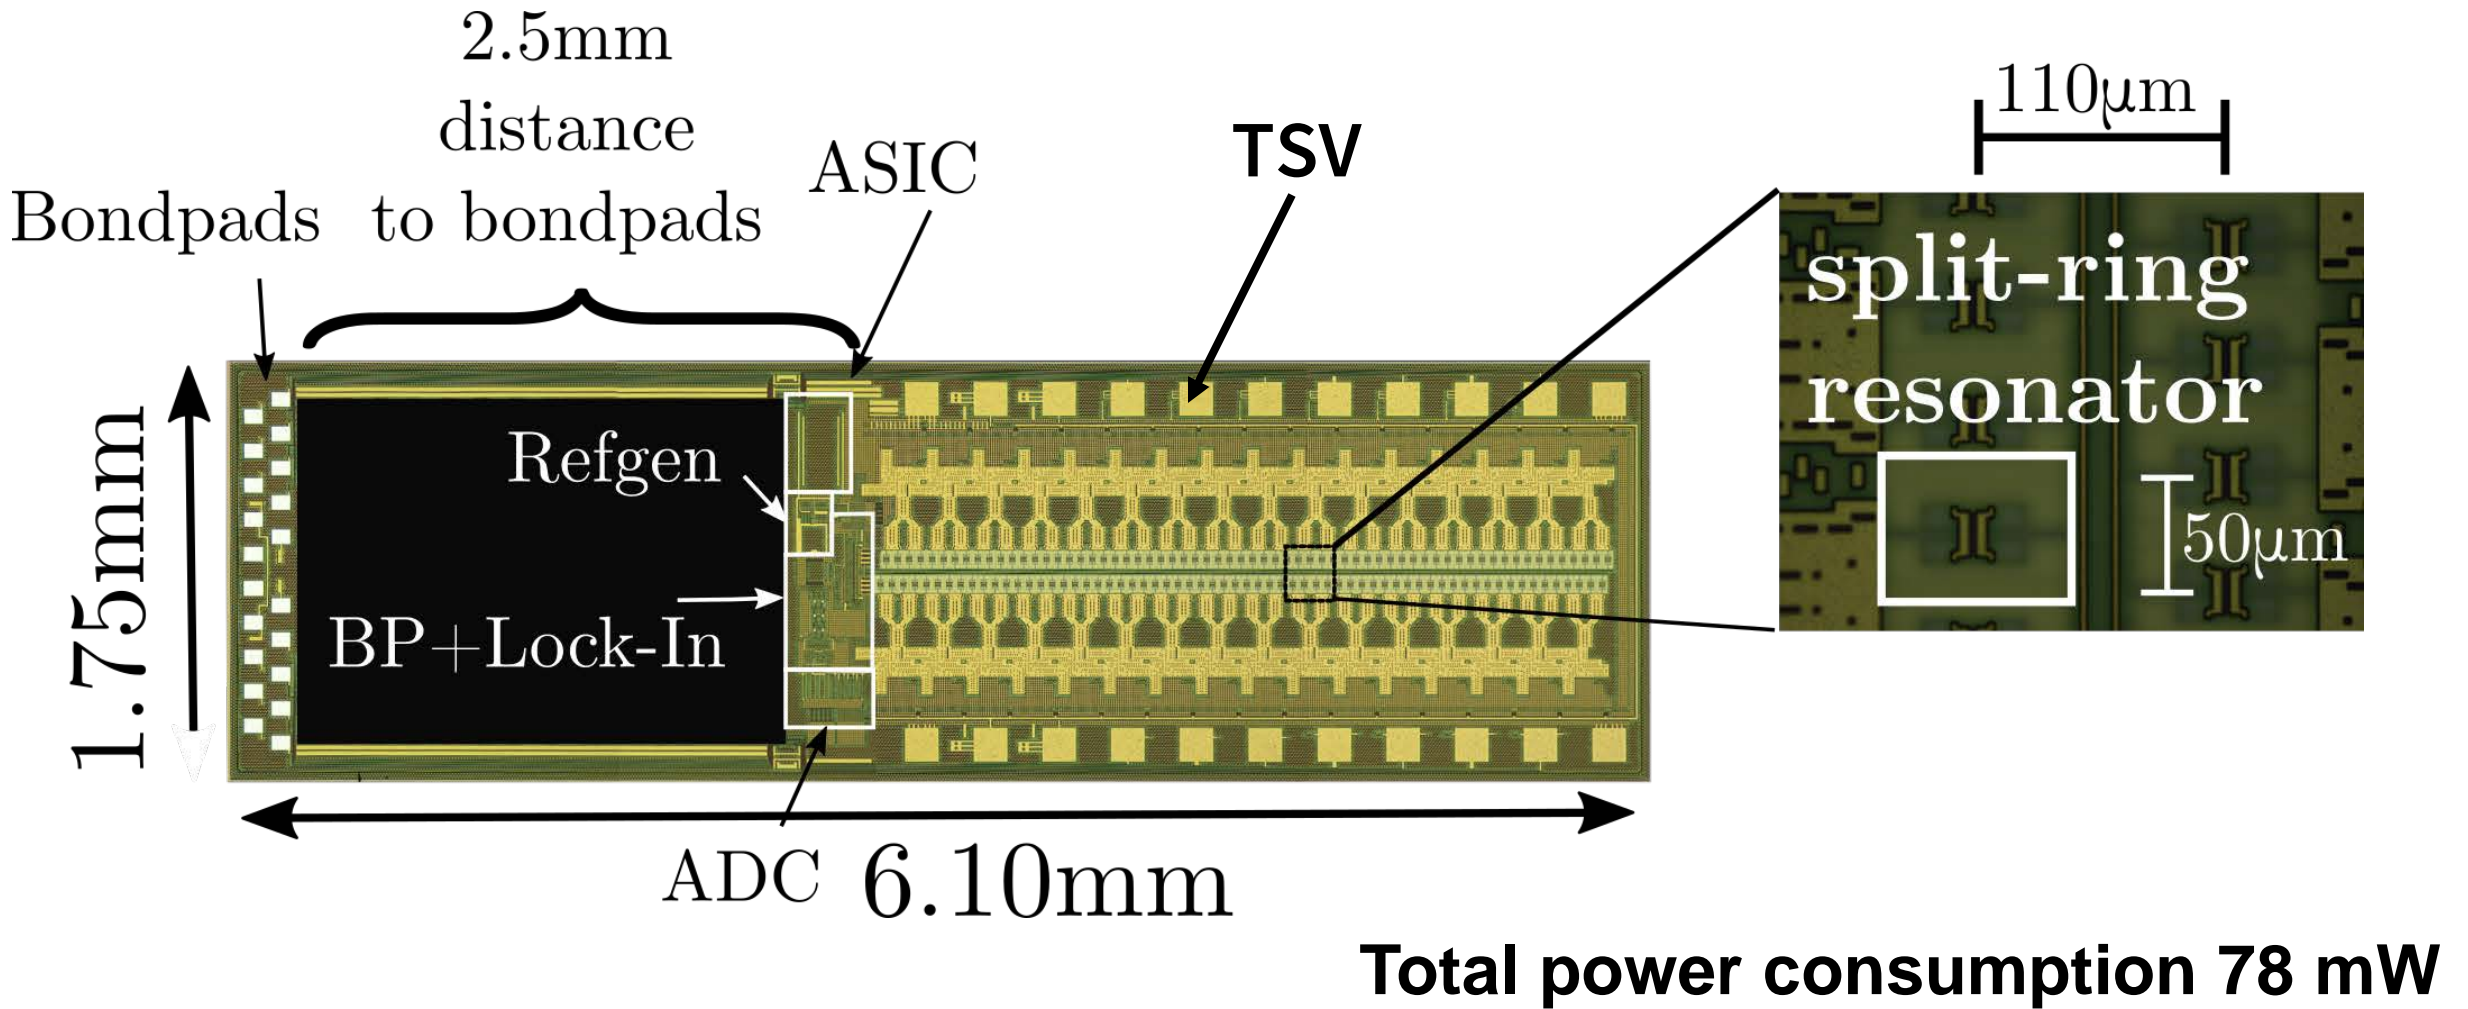 2.5mm
distance
to bondpads
Bondpads
ASIC
TSV
110µm
split-ring
resonator
50µm
Refgen
BP+Lock-In
1.75mm
ADC
6.10mm
Total power consumption 78 mW